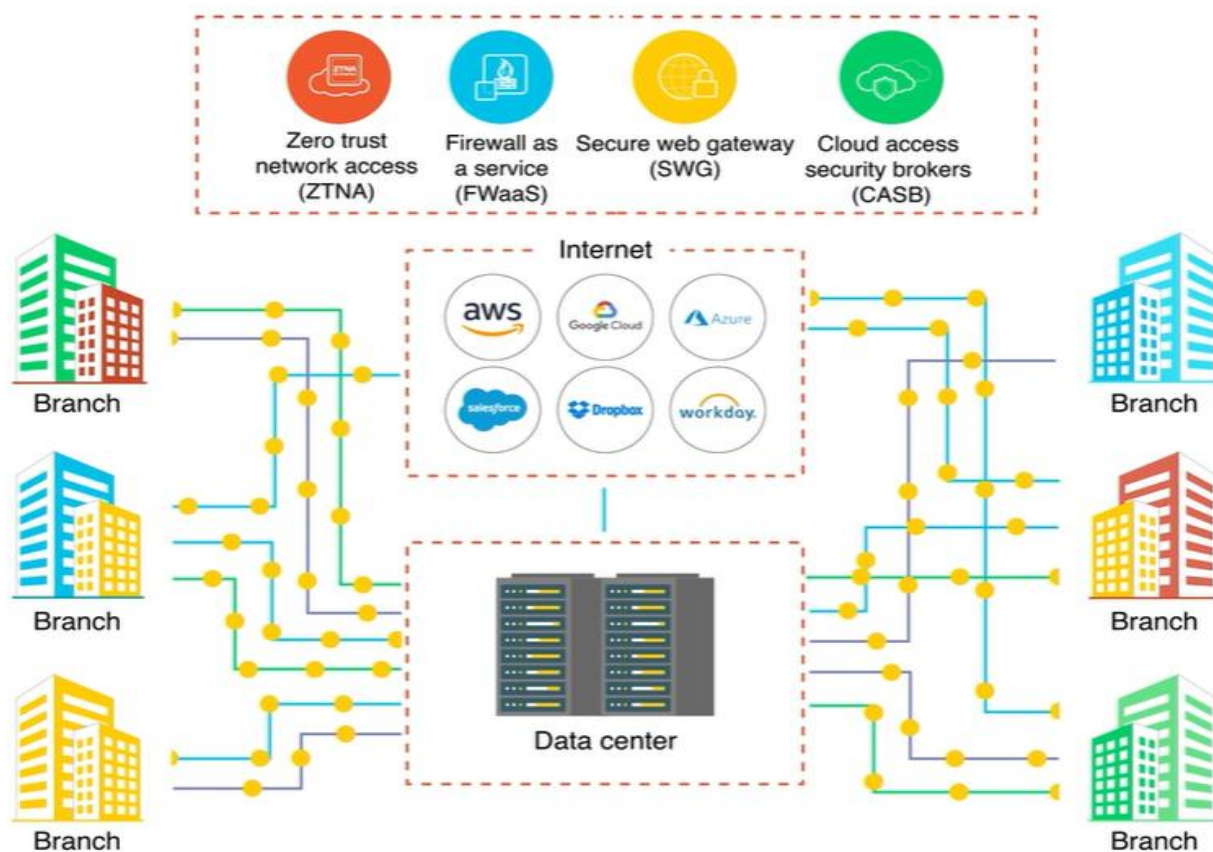 ZTNA
Zero trust
network access
(ZTNA)
Firewall as
a service
(FWaaS)
Secure web gateway
(SWG)
Cloud access
security brokers
(CASB)
Internet
aws
Google Cloud
Azure
salesforce
Dropbox
workday.
Branch
Branch
Branch
Data center
Branch
Branch
Branch